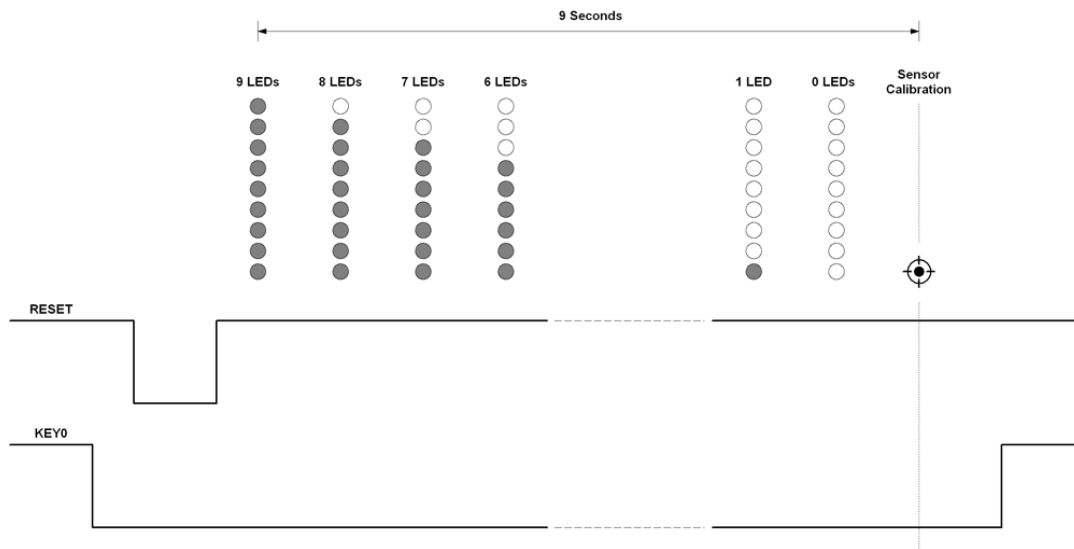 9 Seconds
9 LEDs
8 LEDs
7 LEDs
6 LEDs
1 LED
0 LEDs
Sensor
Calibration
RESET
KEY0